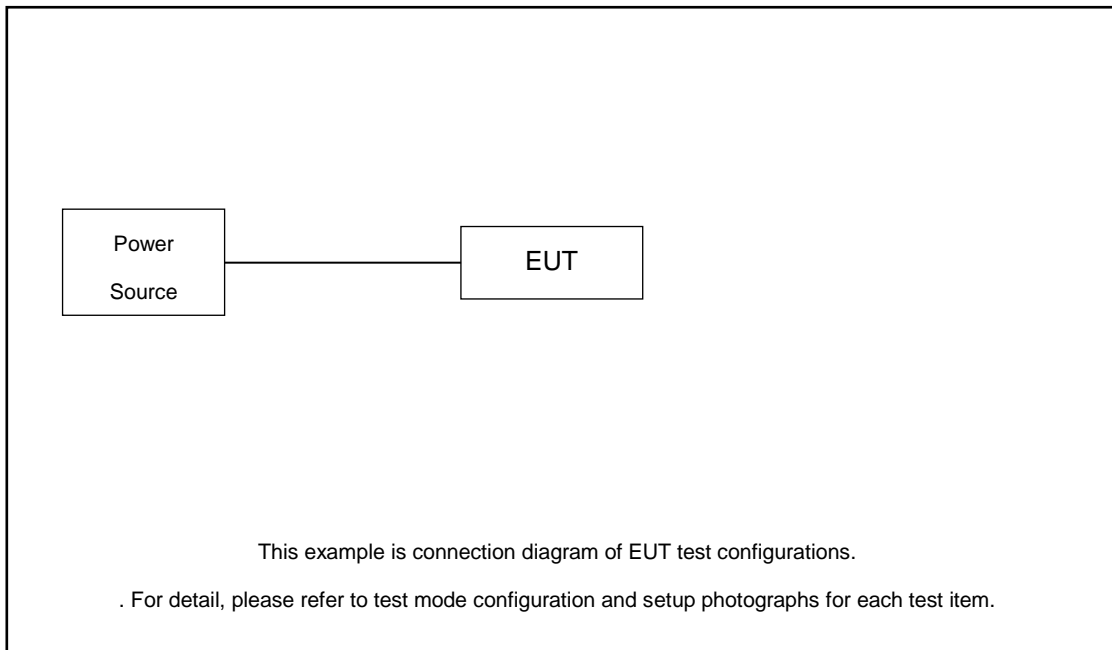 Power
Source
EUT
This example is connection diagram of EUT test configurations.
. For detail, please refer to test mode configuration and setup photographs for each test item.